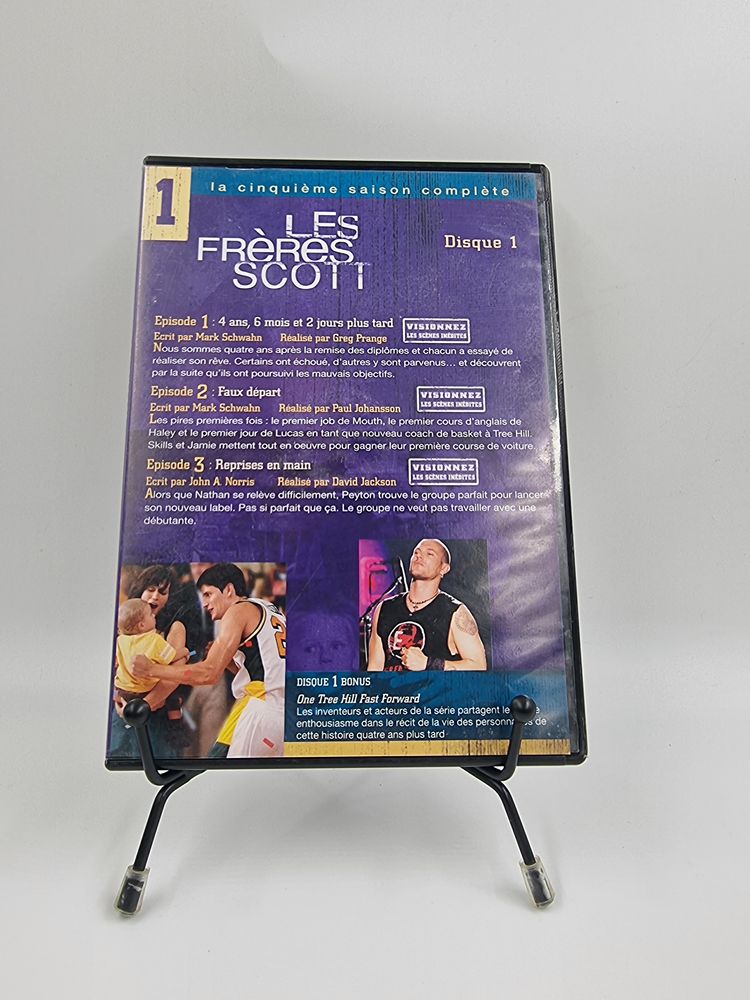 1
la cinquième saison complète
LES
FRÈRES
SCOTT
Disque 1
Episode 1 : 4 ans, 6 mois et 2 jours plus tard
VISIONNEZ
LES SCÈNES INÉDITES
Ecrit par Mark Schwahn Réalisé par Greg Prange
Nous sommes quatre ans après la remise des diplômes et chacun a essayé de
réaliser son rêve. Certains ont échoué, d'autres y sont parvenus... et découvrent
par la suite qu'ils ont poursuivi les mauvais objectifs.
Episode 2 : Faux départ
VISIONNEZ
LES SCÈNES INÉDITES
Ecrit par Mark Schwahn Réalisé par Paul Johansson
Les pires premières fois : le premier job de Mouth, le premier cours d'anglais de
Haley et le premier jour de Lucas en tant que nouveau coach de basket à Tree Hill.
Skills et Jamie mettent tout en oeuvre pour gagner leur première course de voiture.
Episode 3 : Reprises en main
VISIONNEZ
LES SCÈNES INÉDITES
Ecrit par John A. Norris Réalisé par David Jackson
Alors que Nathan se relève difficilement, Peyton trouve le groupe parfait pour lancer
son nouveau label. Pas si parfait que ça. Le groupe ne veut pas travailler avec une
débutante.
DISQUE 1 BONUS
One Tree Hill Fast Forward
Les inventeurs et acteurs de la série partagent
enthousiasme dans le récit de la vie des de
cette histoire quatre ans plus tard